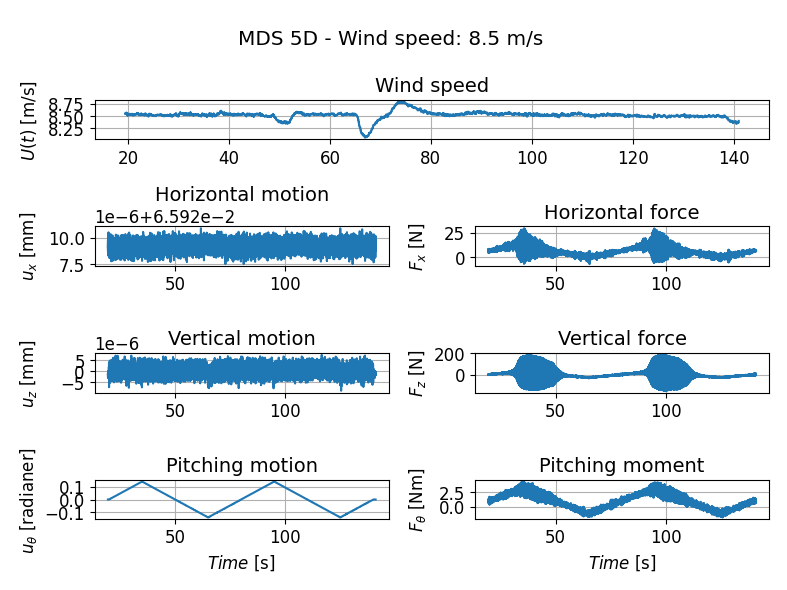 MDS 5D - Wind speed: 8.5 m/s
Wind speed
U(t) [m/s]
8.75
8.50
8.25
20 40 60 80 100 120 140
Horizontal motion
1e-6+6.592e-2
u_x [mm]
10.0
7.5
50 100
Horizontal force
F_x [N]
25
0
50 100
Vertical motion
1e-6
u_z [mm]
5
0
−5
50 100
Vertical force
F_z [N]
200
0
50 100
Pitching motion
u_θ [radianer]
0.1
0.0
−0.1
50 100
Time [s]
Pitching moment
F_θ [Nm]
2.5
0.0
50 100
Time [s]